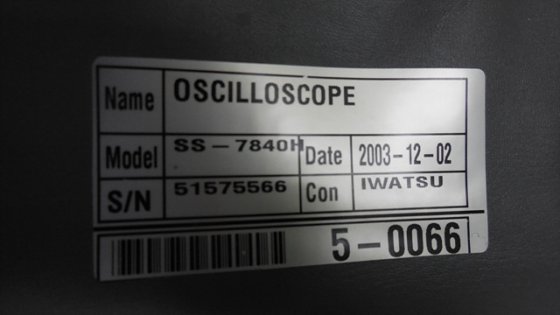 Name OSCILLOSCOPE
Model SS-7840H Date 2003-12-02
S/N 51575566 Con IWATSU
5-0066